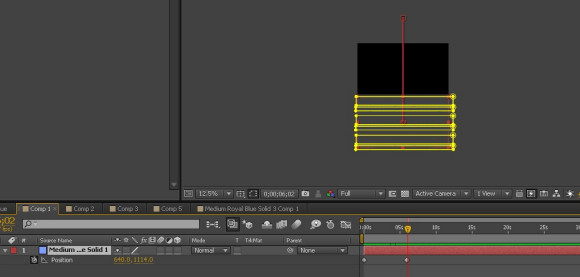 12.5%
0;00;06;02
Full
Active Camera
1 View
Comp 1
Comp 2
Comp 3
Comp 5
Medium Royal Blue Solid 3 Comp 1
# Source Name
Mode
T TrkMat
Parent
1 Medium ...e Solid 1
Normal
None
Position
640.0,1114.0
05s
10s
15s
20s
25s